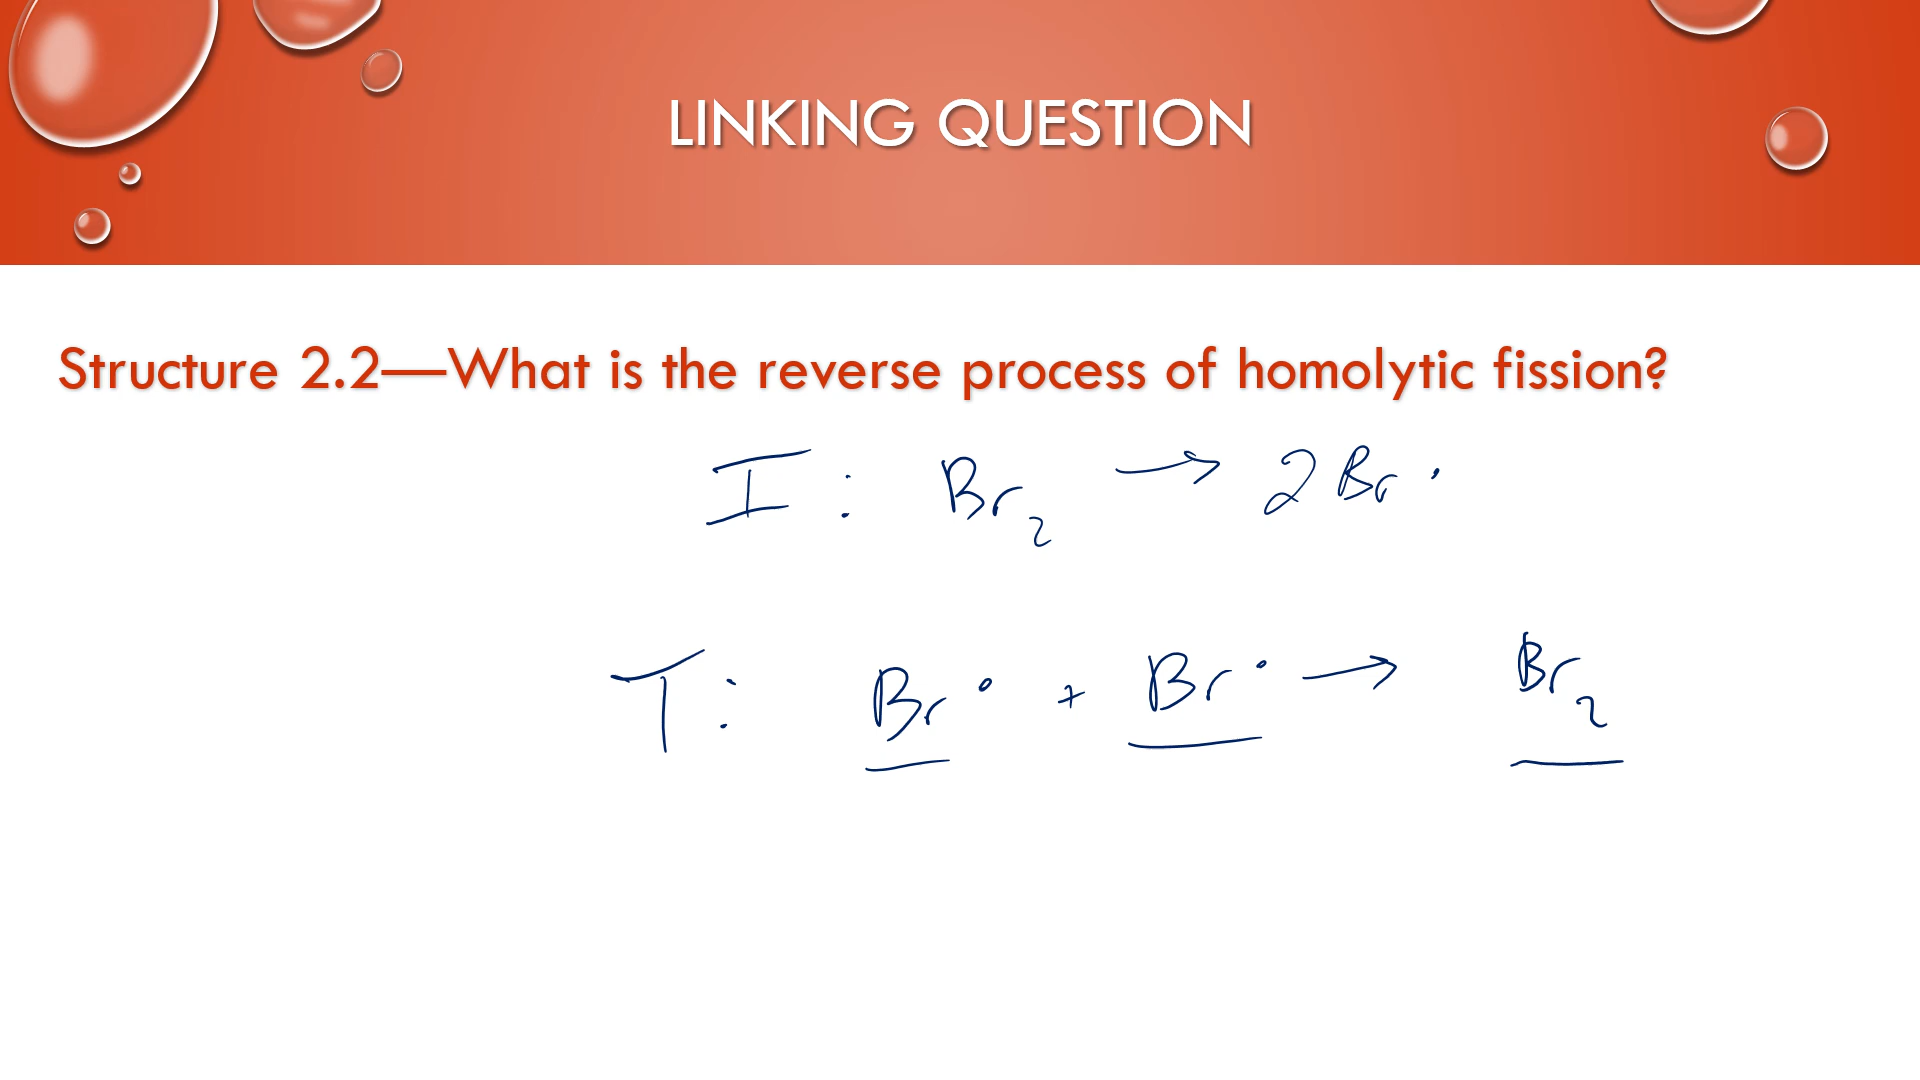 LINKING QUESTION
Structure 2.2—What is the reverse process of homolytic fission?
I : Br₂ → 2Br •
T : Br • + Br • → Br₂